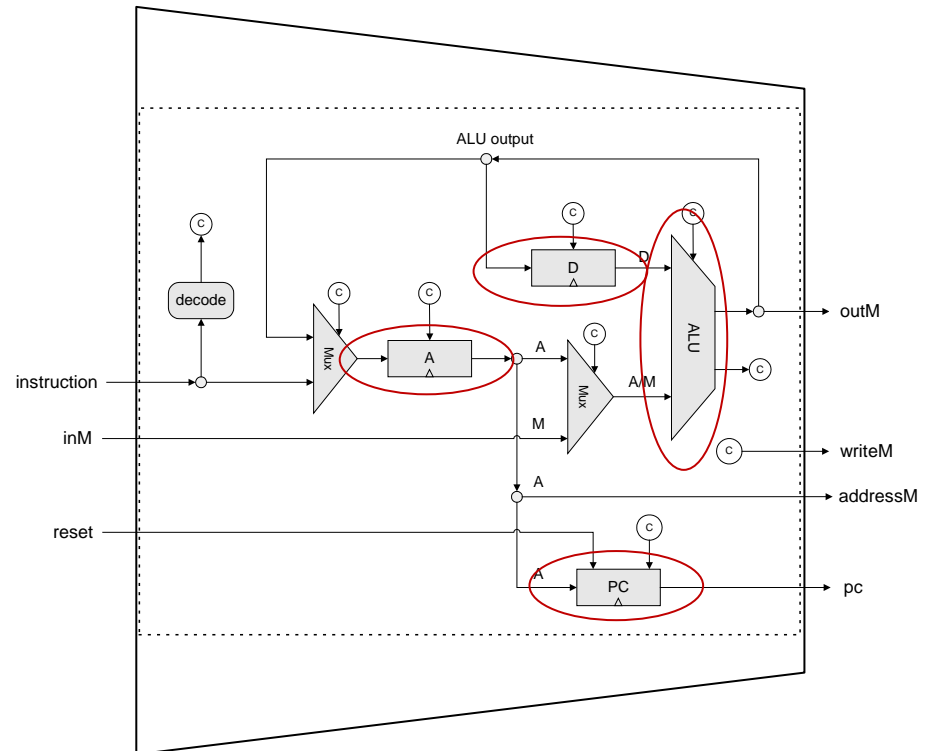 ALU output
C
C
C
D
D
decode
C
C
C
outM
Mux
A
A
Mux
ALU
instruction
A/M
C
M
inM
C
writeM
A
addressM
reset
C
A
PC
pc